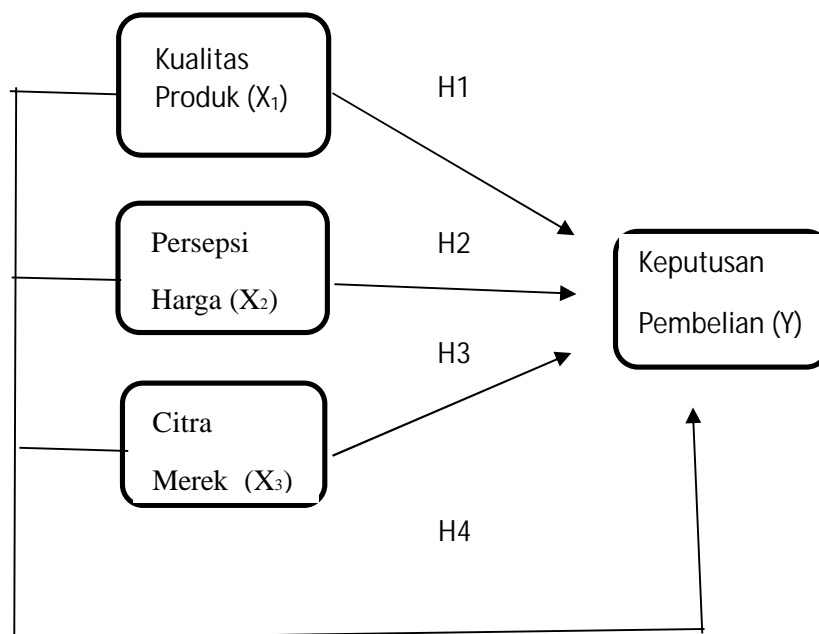 Kualitas
Produk (X₁)
H1
Persepsi
Harga (X₂)
H2
Keputusan
Pembelian (Y)
H3
Citra
Merek (X₃)
H4